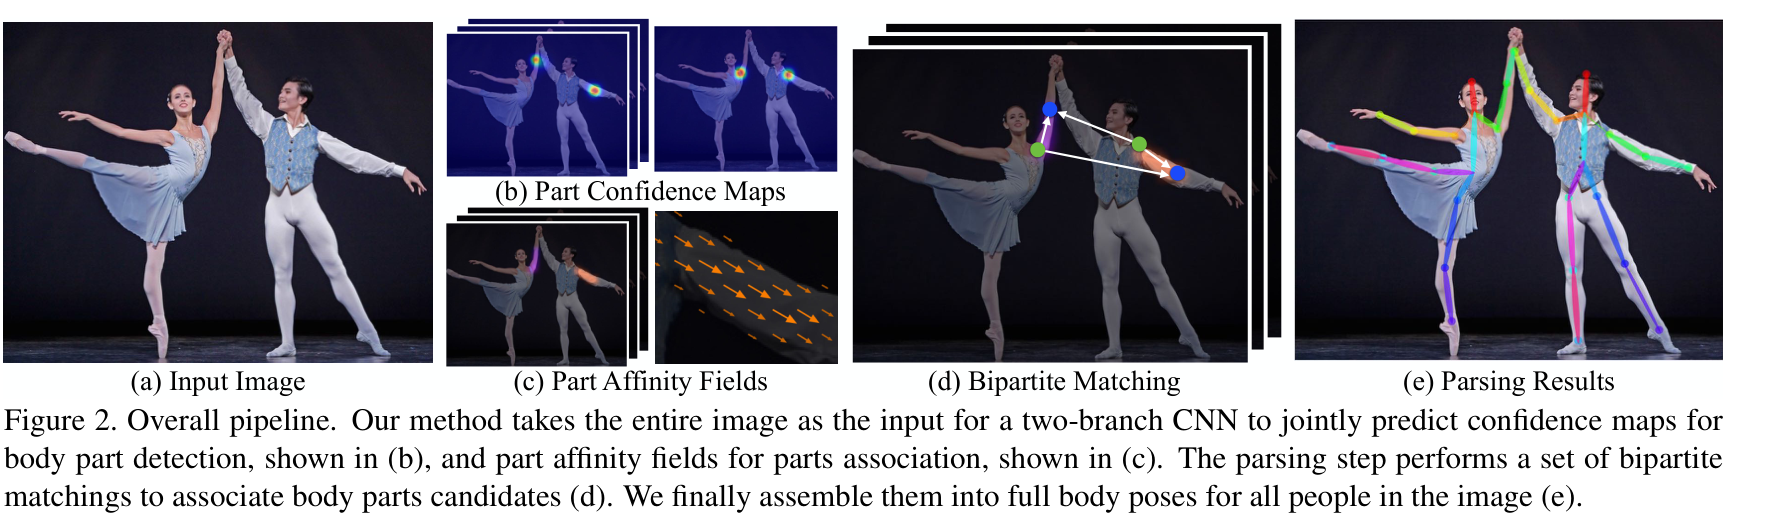 (b) Part Confidence Maps
(a) Input Image
(c) Part Affinity Fields
(d) Bipartite Matching
(e) Parsing Results
Figure 2. Overall pipeline. Our method takes the entire image as the input for a two-branch CNN to jointly predict confidence maps for
body part detection, shown in (b), and part affinity fields for parts association, shown in (c). The parsing step performs a set of bipartite
matchings to associate body parts candidates (d). We finally assemble them into full body poses for all people in the image (e).